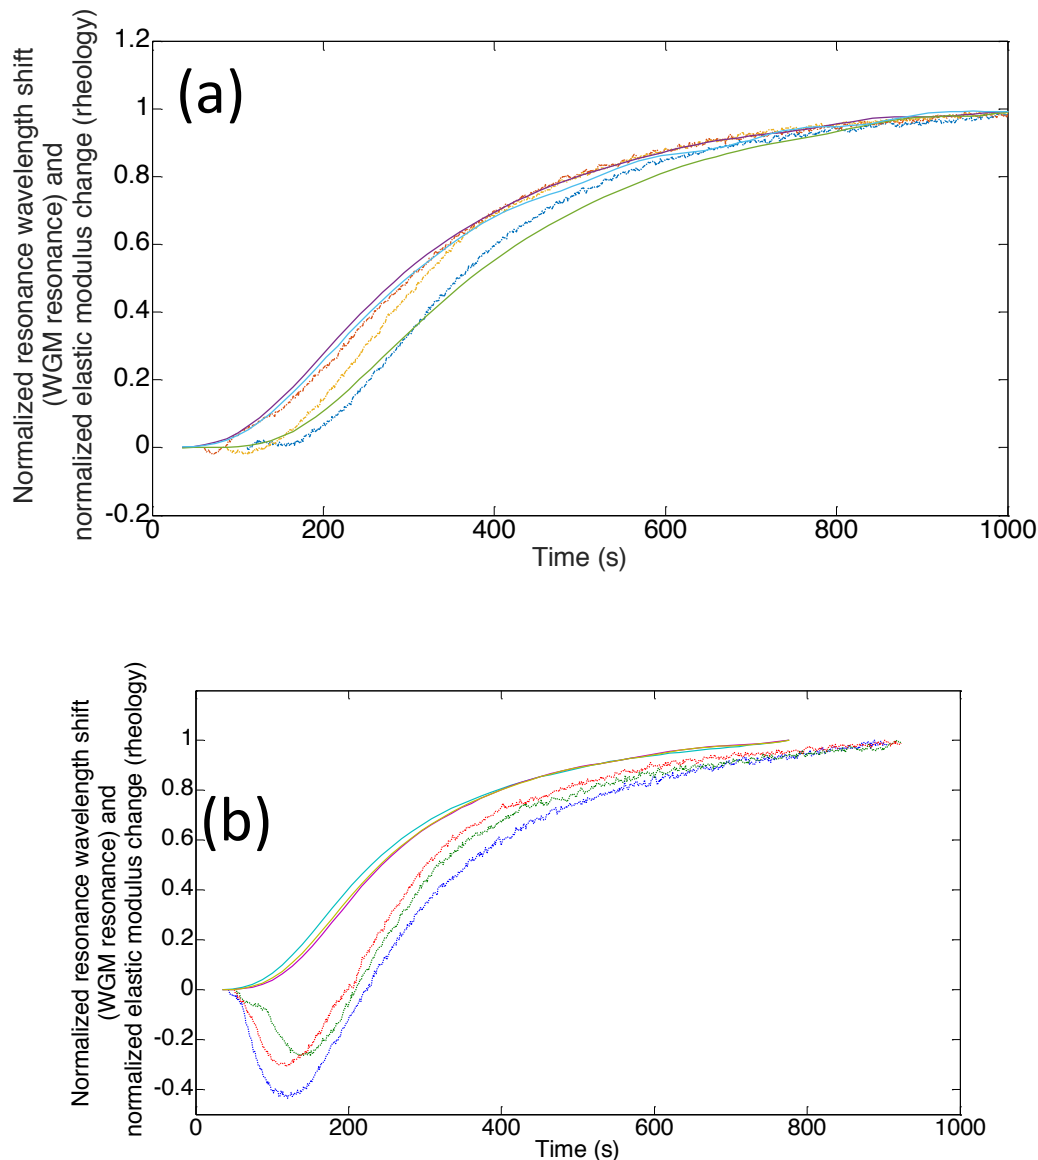 Normalized resonance wavelength shift
(WGM resonance) and
normalized elastic modulus change (rheology)
(a)
1.2
1
0.8
0.6
0.4
0.2
0
-0.2
0 200 400 600 800 1000
Time (s)
Normalized resonance wavelength shift
(WGM resonance) and
normalized elastic modulus change (rheology)
(b)
1
0.8
0.6
0.4
0.2
0
-0.2
-0.4
0 200 400 600 800 1000
Time (s)